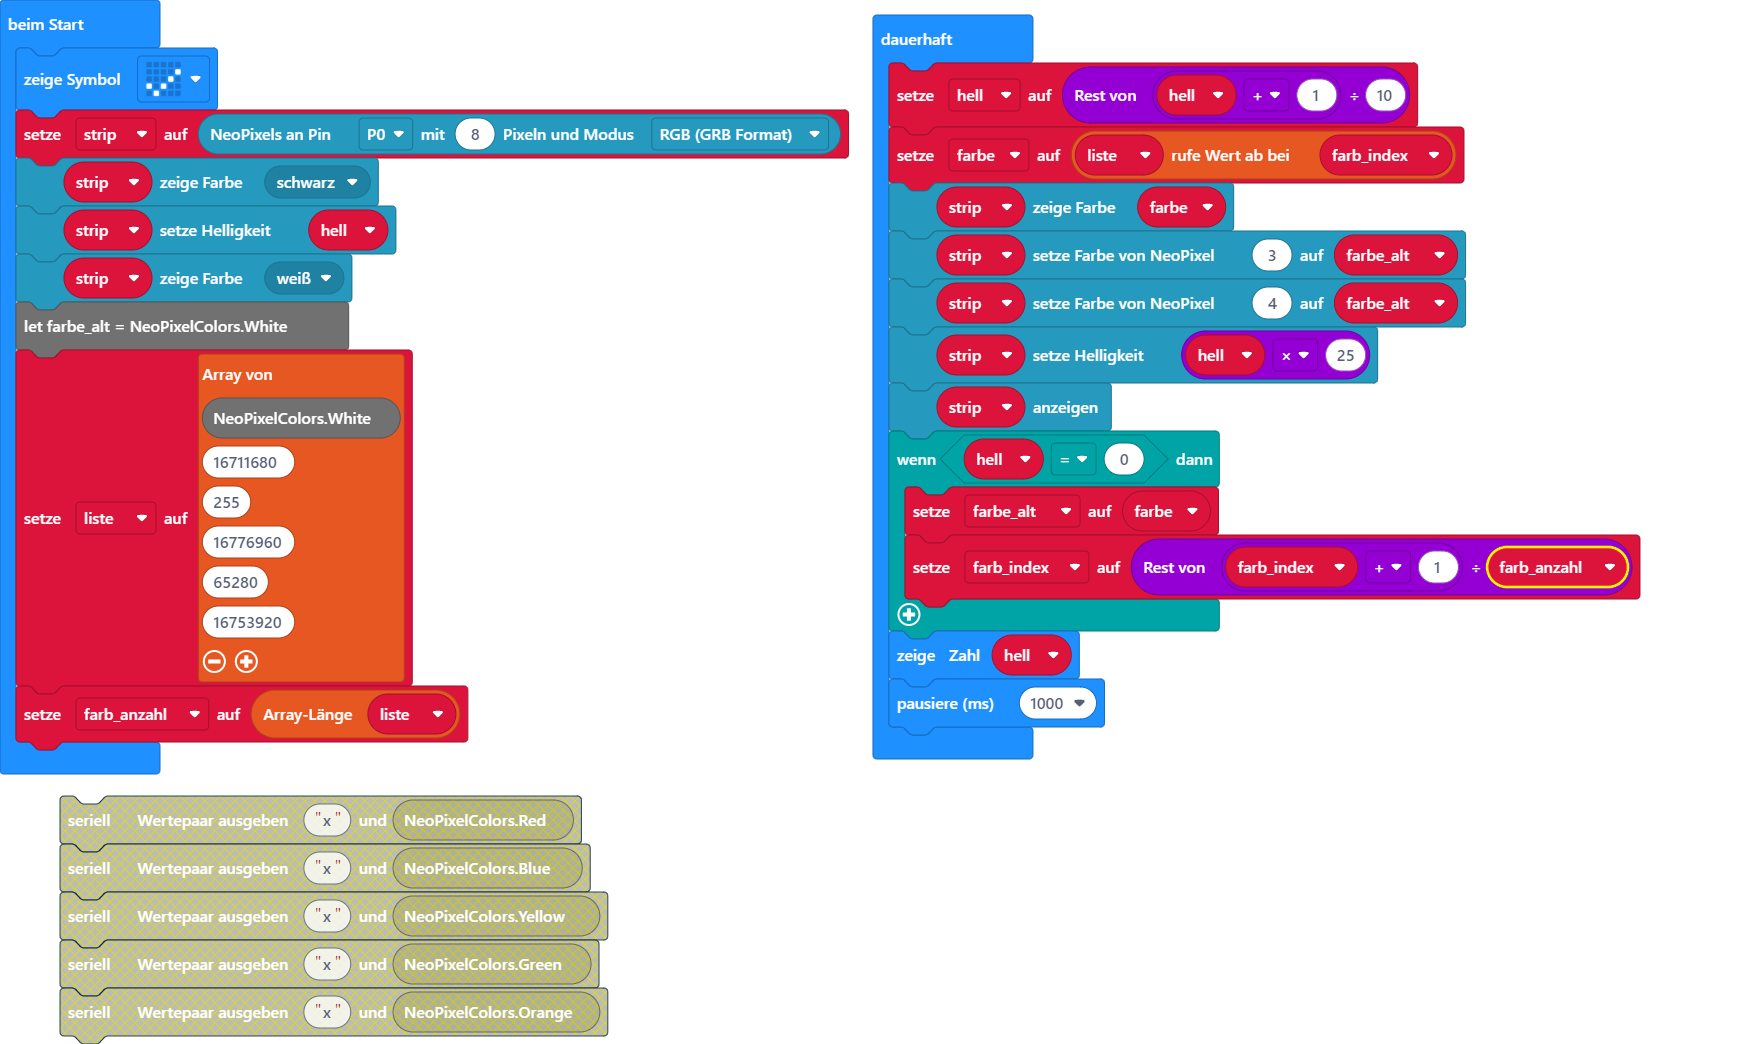 beim Start
zeige Symbol
setze strip auf NeoPixels an Pin P0 mit 8 Pixeln und Modus RGB (GRB Format)
strip zeige Farbe schwarz
strip setze Helligkeit hell
strip zeige Farbe weiß
let farbe_alt = NeoPixelColors.White
setze liste auf Array von
NeoPixelColors.White
16711680
255
16776960
65280
16753920
setze farb_anzahl auf Array-Länge liste
seriell Wertepaar ausgeben "x" und NeoPixelColors.Red
seriell Wertepaar ausgeben "x" und NeoPixelColors.Blue
seriell Wertepaar ausgeben "x" und NeoPixelColors.Yellow
seriell Wertepaar ausgeben "x" und NeoPixelColors.Green
seriell Wertepaar ausgeben "x" und NeoPixelColors.Orange
dauerhaft
setze hell auf Rest von hell + 1 ÷ 10
setze farbe auf liste rufe Wert ab bei farb_index
strip zeige Farbe farbe
strip setze Farbe von NeoPixel 3 auf farbe_alt
strip setze Farbe von NeoPixel 4 auf farbe_alt
strip setze Helligkeit hell × 25
strip anzeigen
wenn hell = 0 dann
setze farbe_alt auf farbe
setze farb_index auf Rest von farb_index + 1 ÷ farb_anzahl
zeige Zahl hell
pausiere (ms) 1000